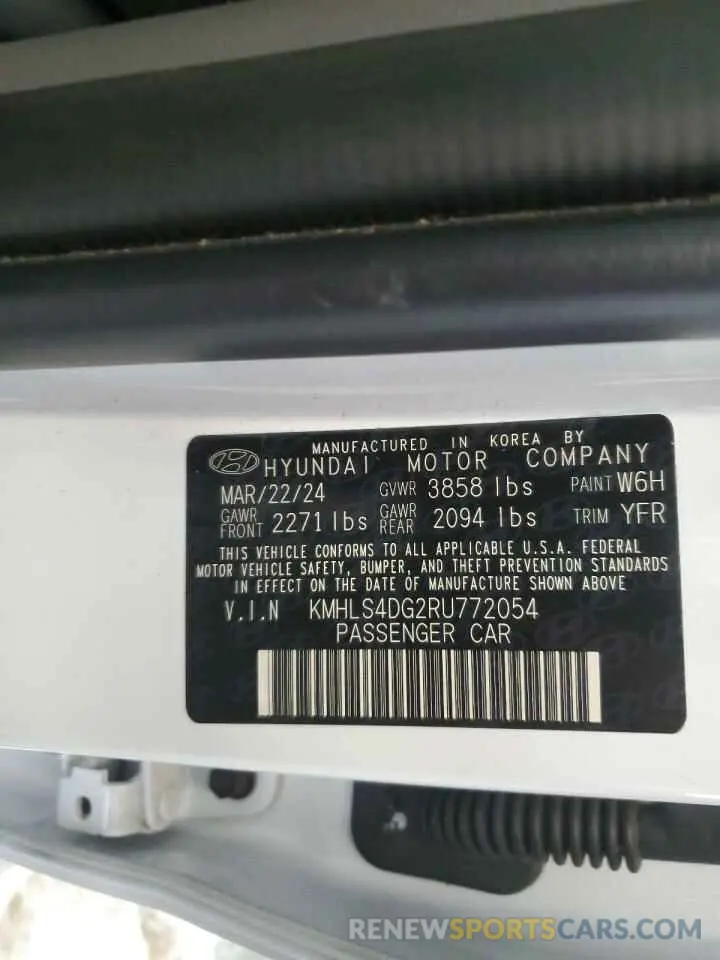 MANUFACTURED IN KOREA BY
HYUNDAI MOTOR COMPANY
MAR/22/24 GVWR 3858 lbs PAINT W6H
GAWR FRONT 2271 lbs GAWR REAR 2094 lbs TRIM YFR
THIS VEHICLE CONFORMS TO ALL APPLICABLE U.S.A. FEDERAL
MOTOR VEHICLE SAFETY, BUMPER, AND THEFT PREVENTION STANDARDS
IN EFFECT ON THE DATE OF MANUFACTURE SHOWN ABOVE
V.I.N KMHLS4DG2RU772054
PASSENGER CAR
RENEWSPORTSCARS.COM